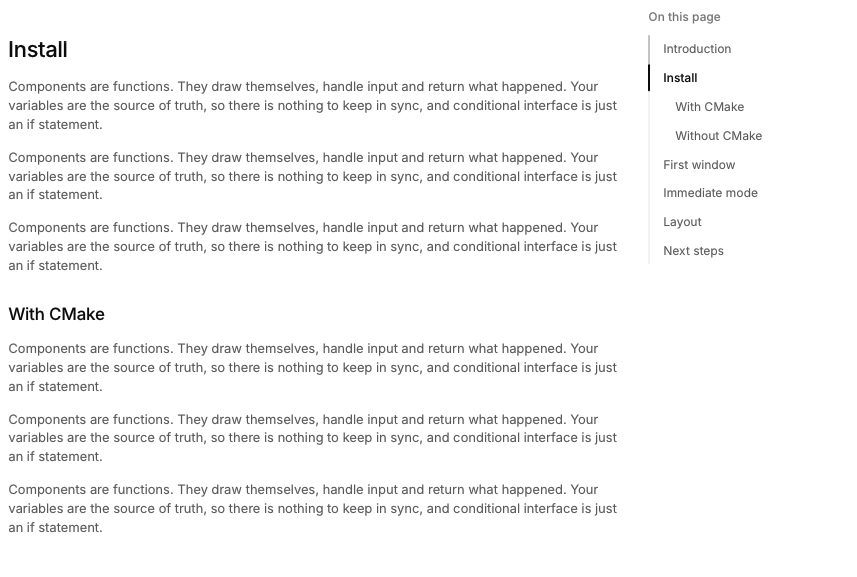 Install
Components are functions. They draw themselves, handle input and return what happened. Your
variables are the source of truth, so there is nothing to keep in sync, and conditional interface is just
an if statement.
Components are functions. They draw themselves, handle input and return what happened. Your
variables are the source of truth, so there is nothing to keep in sync, and conditional interface is just
an if statement.
Components are functions. They draw themselves, handle input and return what happened. Your
variables are the source of truth, so there is nothing to keep in sync, and conditional interface is just
an if statement.
With CMake
Components are functions. They draw themselves, handle input and return what happened. Your
variables are the source of truth, so there is nothing to keep in sync, and conditional interface is just
an if statement.
Components are functions. They draw themselves, handle input and return what happened. Your
variables are the source of truth, so there is nothing to keep in sync, and conditional interface is just
an if statement.
Components are functions. They draw themselves, handle input and return what happened. Your
variables are the source of truth, so there is nothing to keep in sync, and conditional interface is just
an if statement.
On this page
Introduction
Install
With CMake
Without CMake
First window
Immediate mode
Layout
Next steps